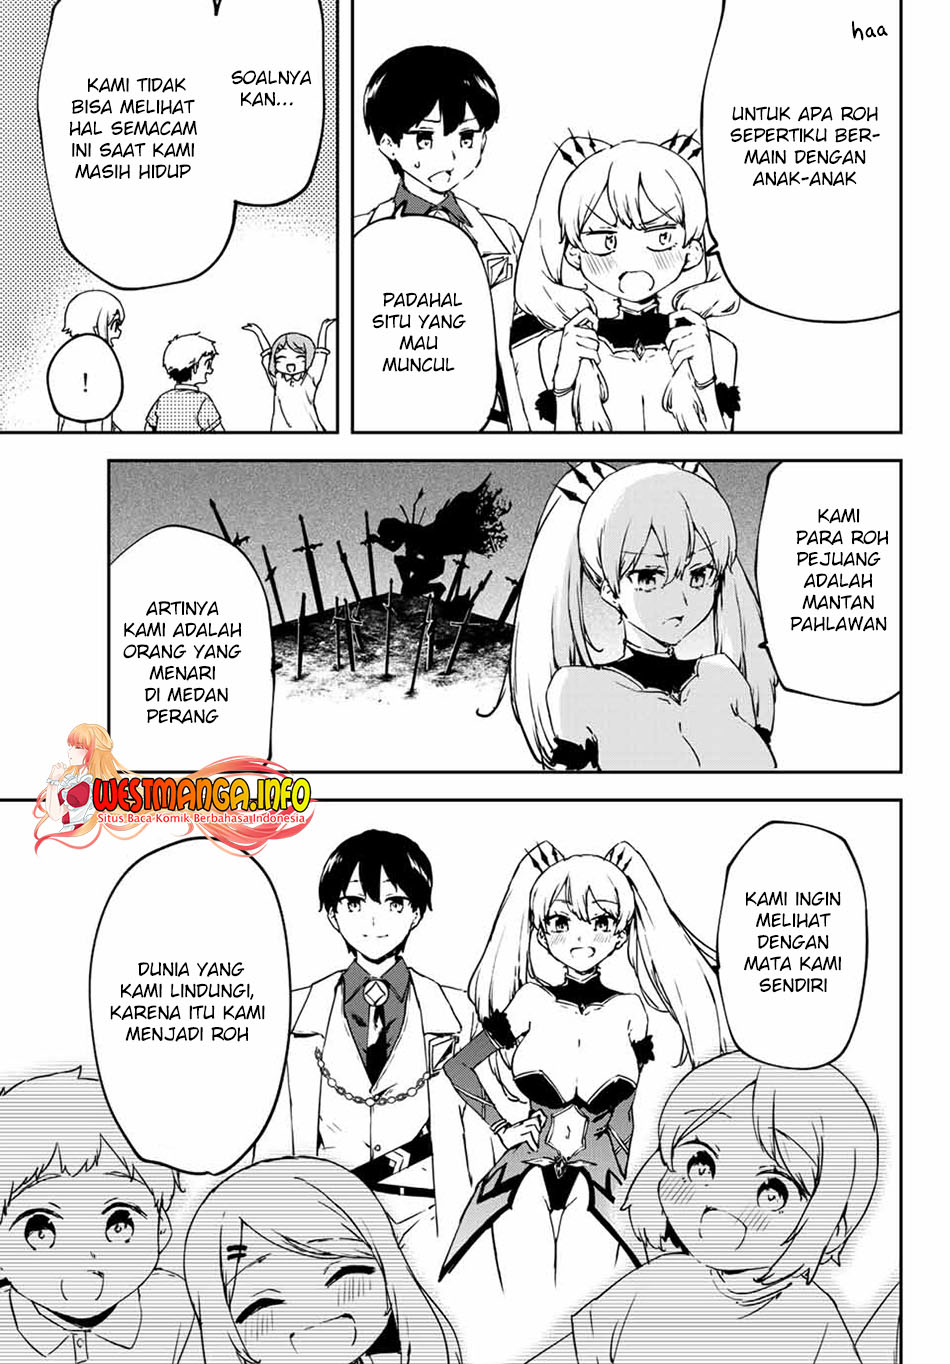 haa
UNTUK APA ROH
SEPERTIKU BER-
MAIN DENGAN
ANAK-ANAK
PADAHAL
SITU YANG
MAU
MUNCUL
SOALNYA
KAN...
KAMI TIDAK
BISA MELIHAT
HAL SEMACAM
INI SAAT KAMI
MASIH HIDUP
!
KAMI
PARA ROH
PEJUANG
ADALAH
MANTAN
PAHLAWAN
ARTINYA
KAMI ADALAH
ORANG YANG
MENARI
DI MEDAN
PERANG
WESTMANGA.INFO
Situs Baca Komik Berbahasa Indonesia
KAMI INGIN
MELIHAT
DENGAN
MATA KAMI
SENDIRI
DUNIA YANG
KAMI LINDUNGI,
KARENA ITU KAMI
MENJADI ROH